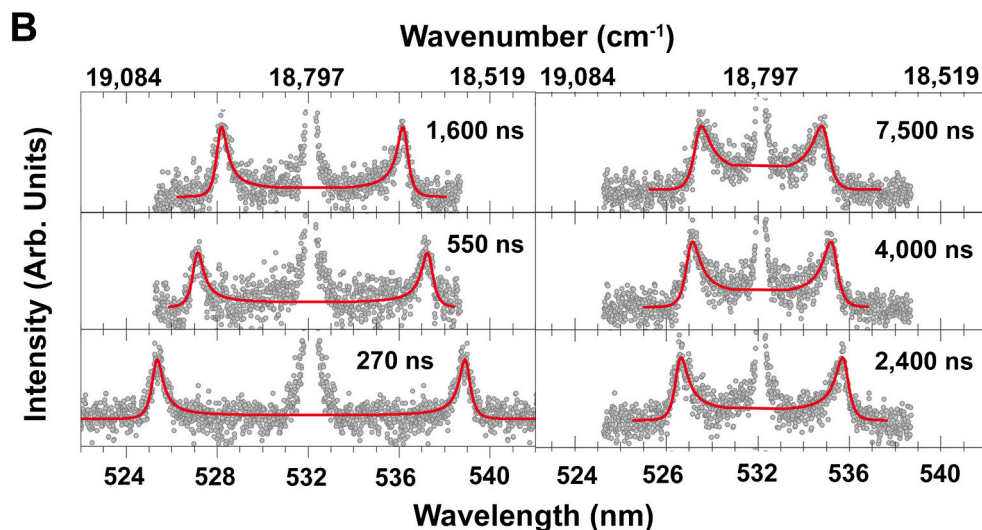 B
Wavenumber (cm⁻¹)
19,084 18,797 18,519 19,084 18,797 18,519
Intensity (Arb. Units)
1,600 ns 7,500 ns
550 ns 4,000 ns
270 ns 2,400 ns
524 528 532 536 540 524 528 532 536 540
Wavelength (nm)